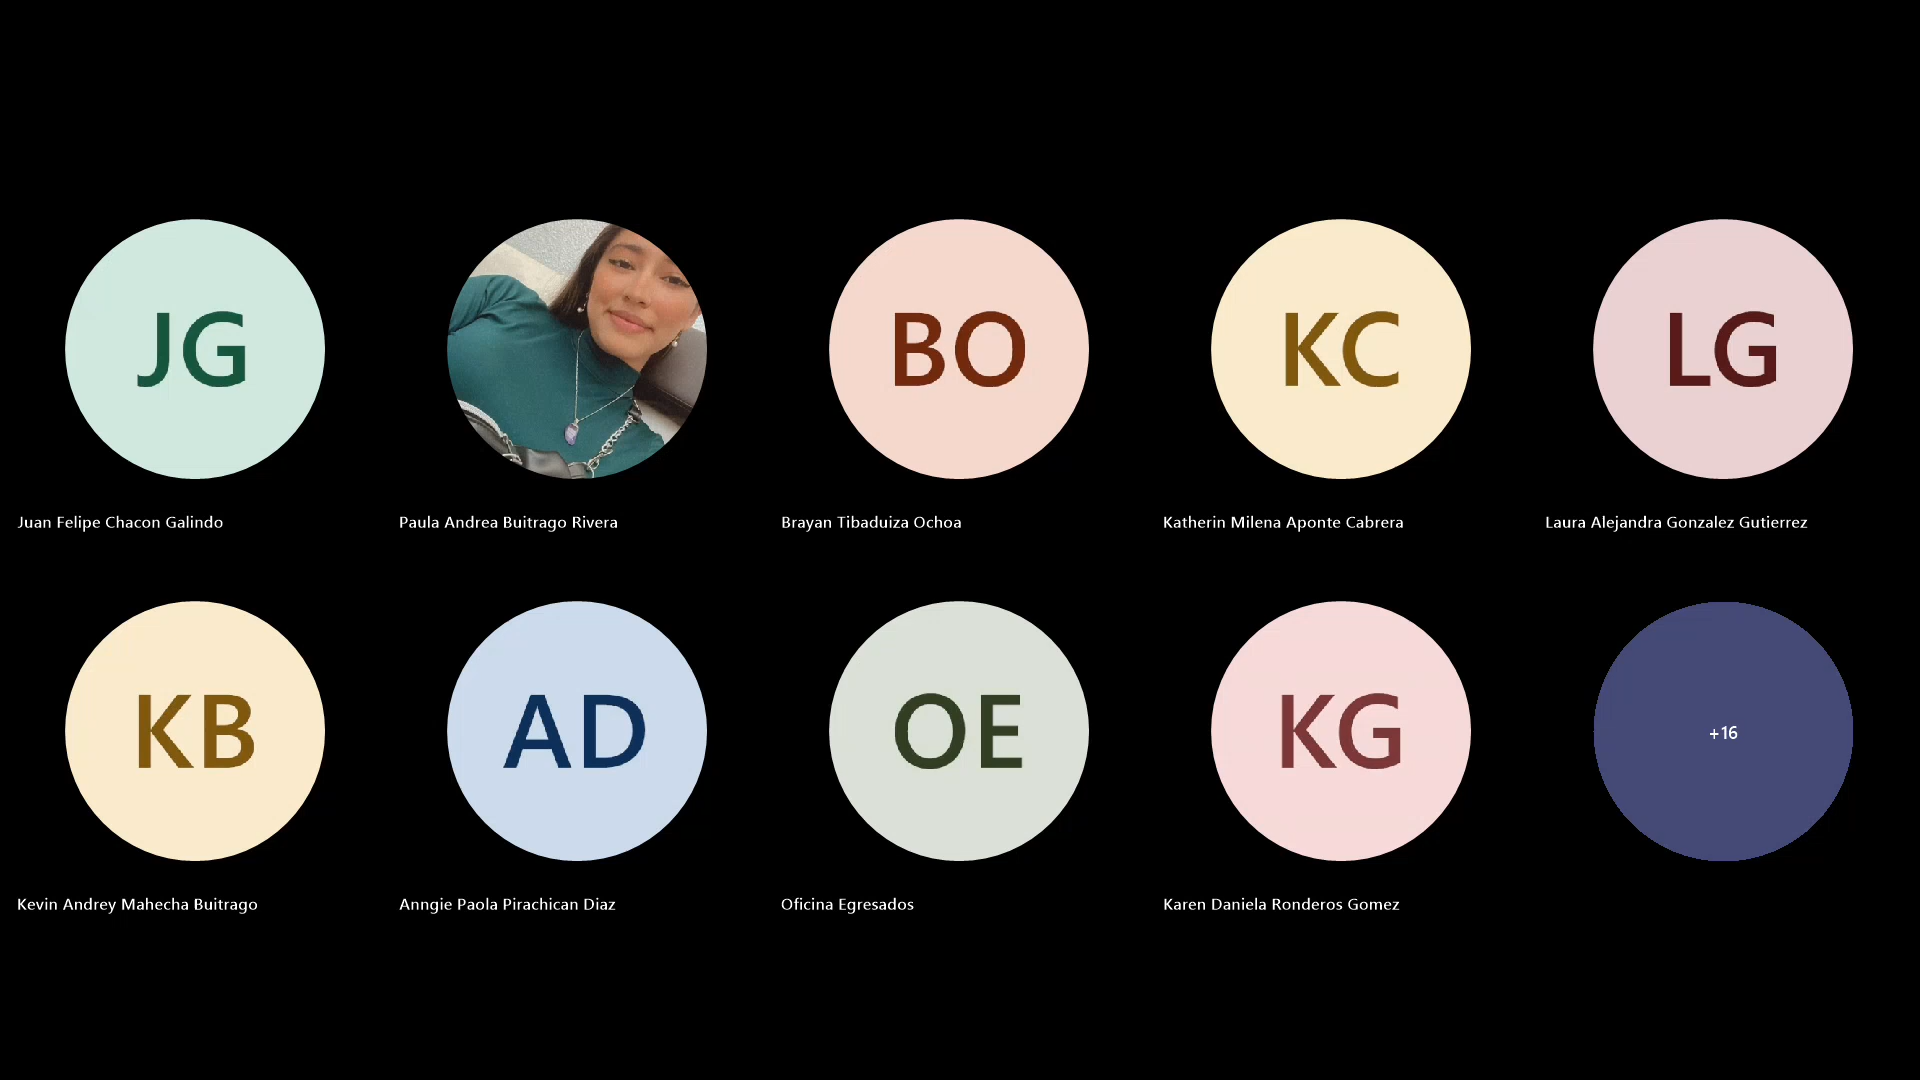 JG
BO
KC
LG
Juan Felipe Chacon Galindo
Paula Andrea Buitrago Rivera
Brayan Tibaduiza Ochoa
Katherin Milena Aponte Cabrera
Laura Alejandra Gonzalez Gutierrez
KB
AD
OE
KG
+16
Kevin Andrey Mahecha Buitrago
Anngie Paola Pirachican Diaz
Oficina Egresados
Karen Daniela Ronderos Gomez